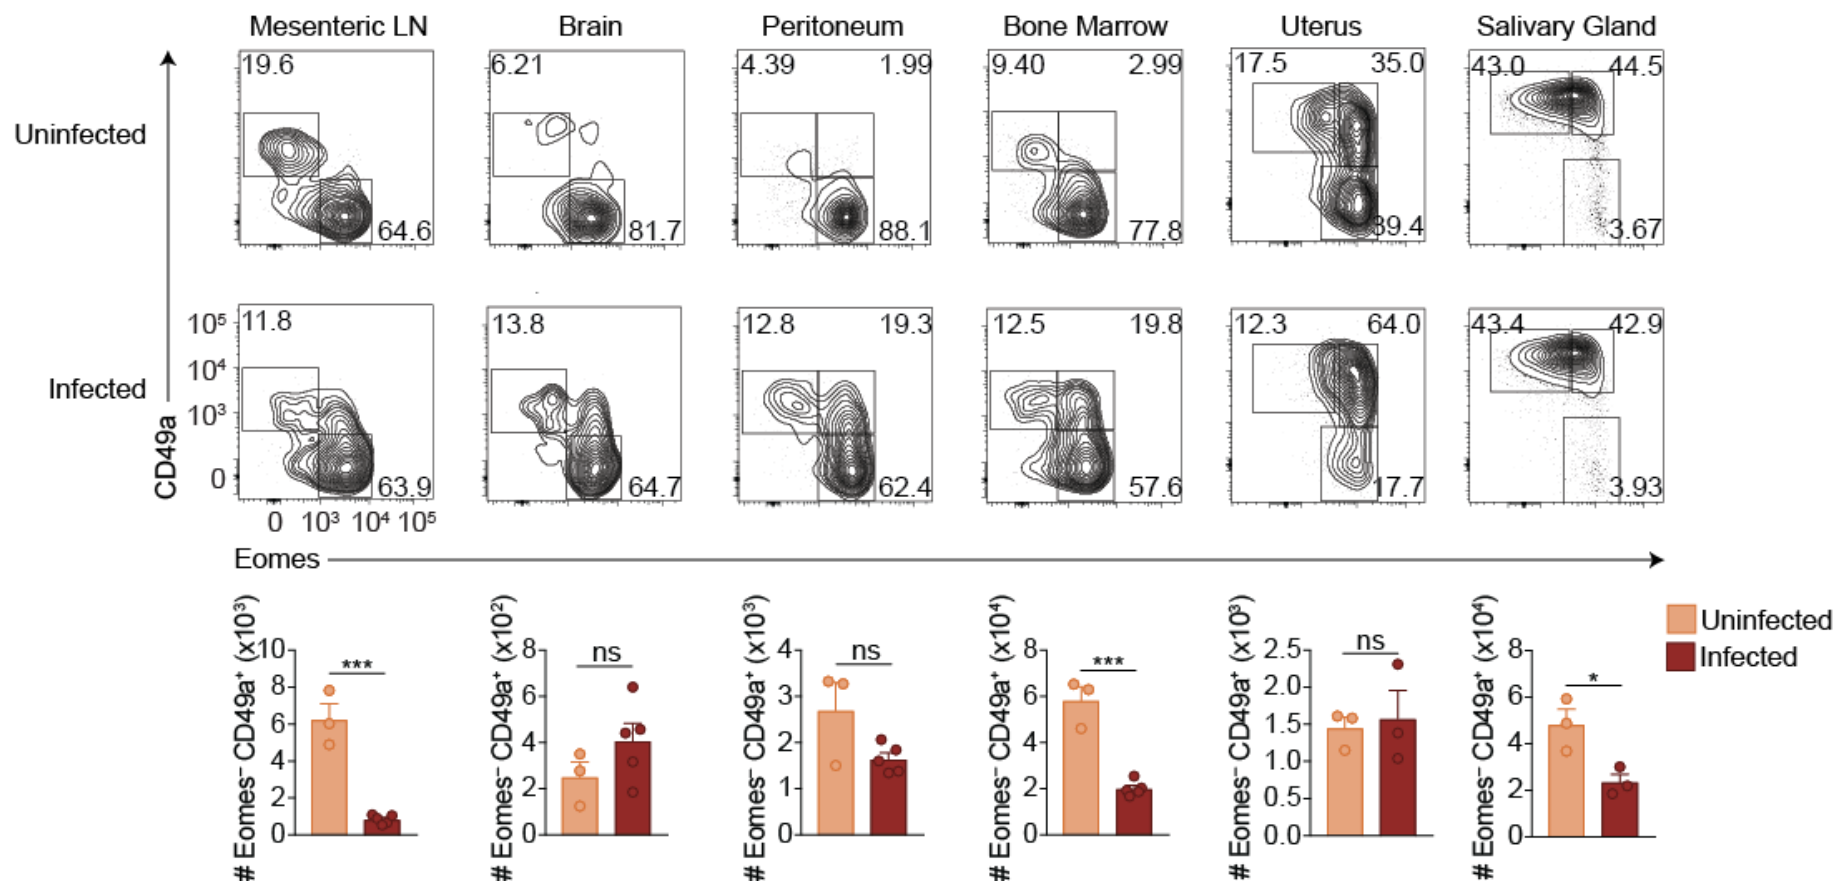 Mesenteric LN Brain Peritoneum Bone Marrow Uterus Salivary Gland
Uninfected
19.6 6.21 4.39 1.99 9.40 2.99 17.5 35.0 43.0 44.5
64.6 81.7 88.1 77.8 39.4 3.67
Infected
11.8 13.8 12.8 19.3 12.5 19.8 12.3 64.0 43.4 42.9
63.9 64.7 62.4 57.6 17.7 3.93
CD49a
10⁵
10⁴
10³
0
0 10³ 10⁴ 10⁵
Eomes
# Eomes⁻ CD49a⁺ (x10³)
10
8
6
4
2
0
***
# Eomes⁻ CD49a⁺ (x10²)
8
6
4
2
0
ns
# Eomes⁻ CD49a⁺ (x10³)
4
3
2
1
0
ns
# Eomes⁻ CD49a⁺ (x10⁴)
8
6
4
2
0
***
# Eomes⁻ CD49a⁺ (x10³)
2.5
2.0
1.5
1.0
0.5
0.0
ns
# Eomes⁻ CD49a⁺ (x10⁴)
8
6
4
2
0
*
Uninfected
Infected